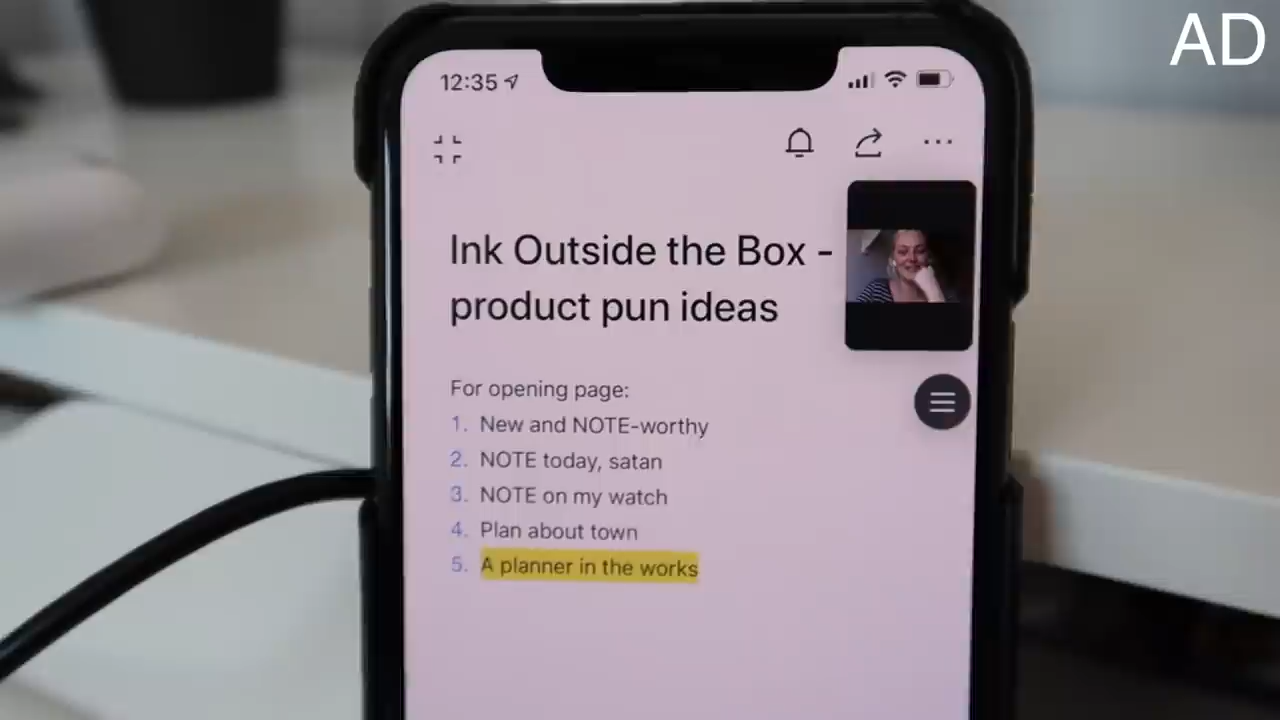 AD
12:35
Ink Outside the Box -
product pun ideas
For opening page:
1. New and NOTE-worthy
2. NOTE today, satan
3. NOTE on my watch
4. Plan about town
5. A planner in the works